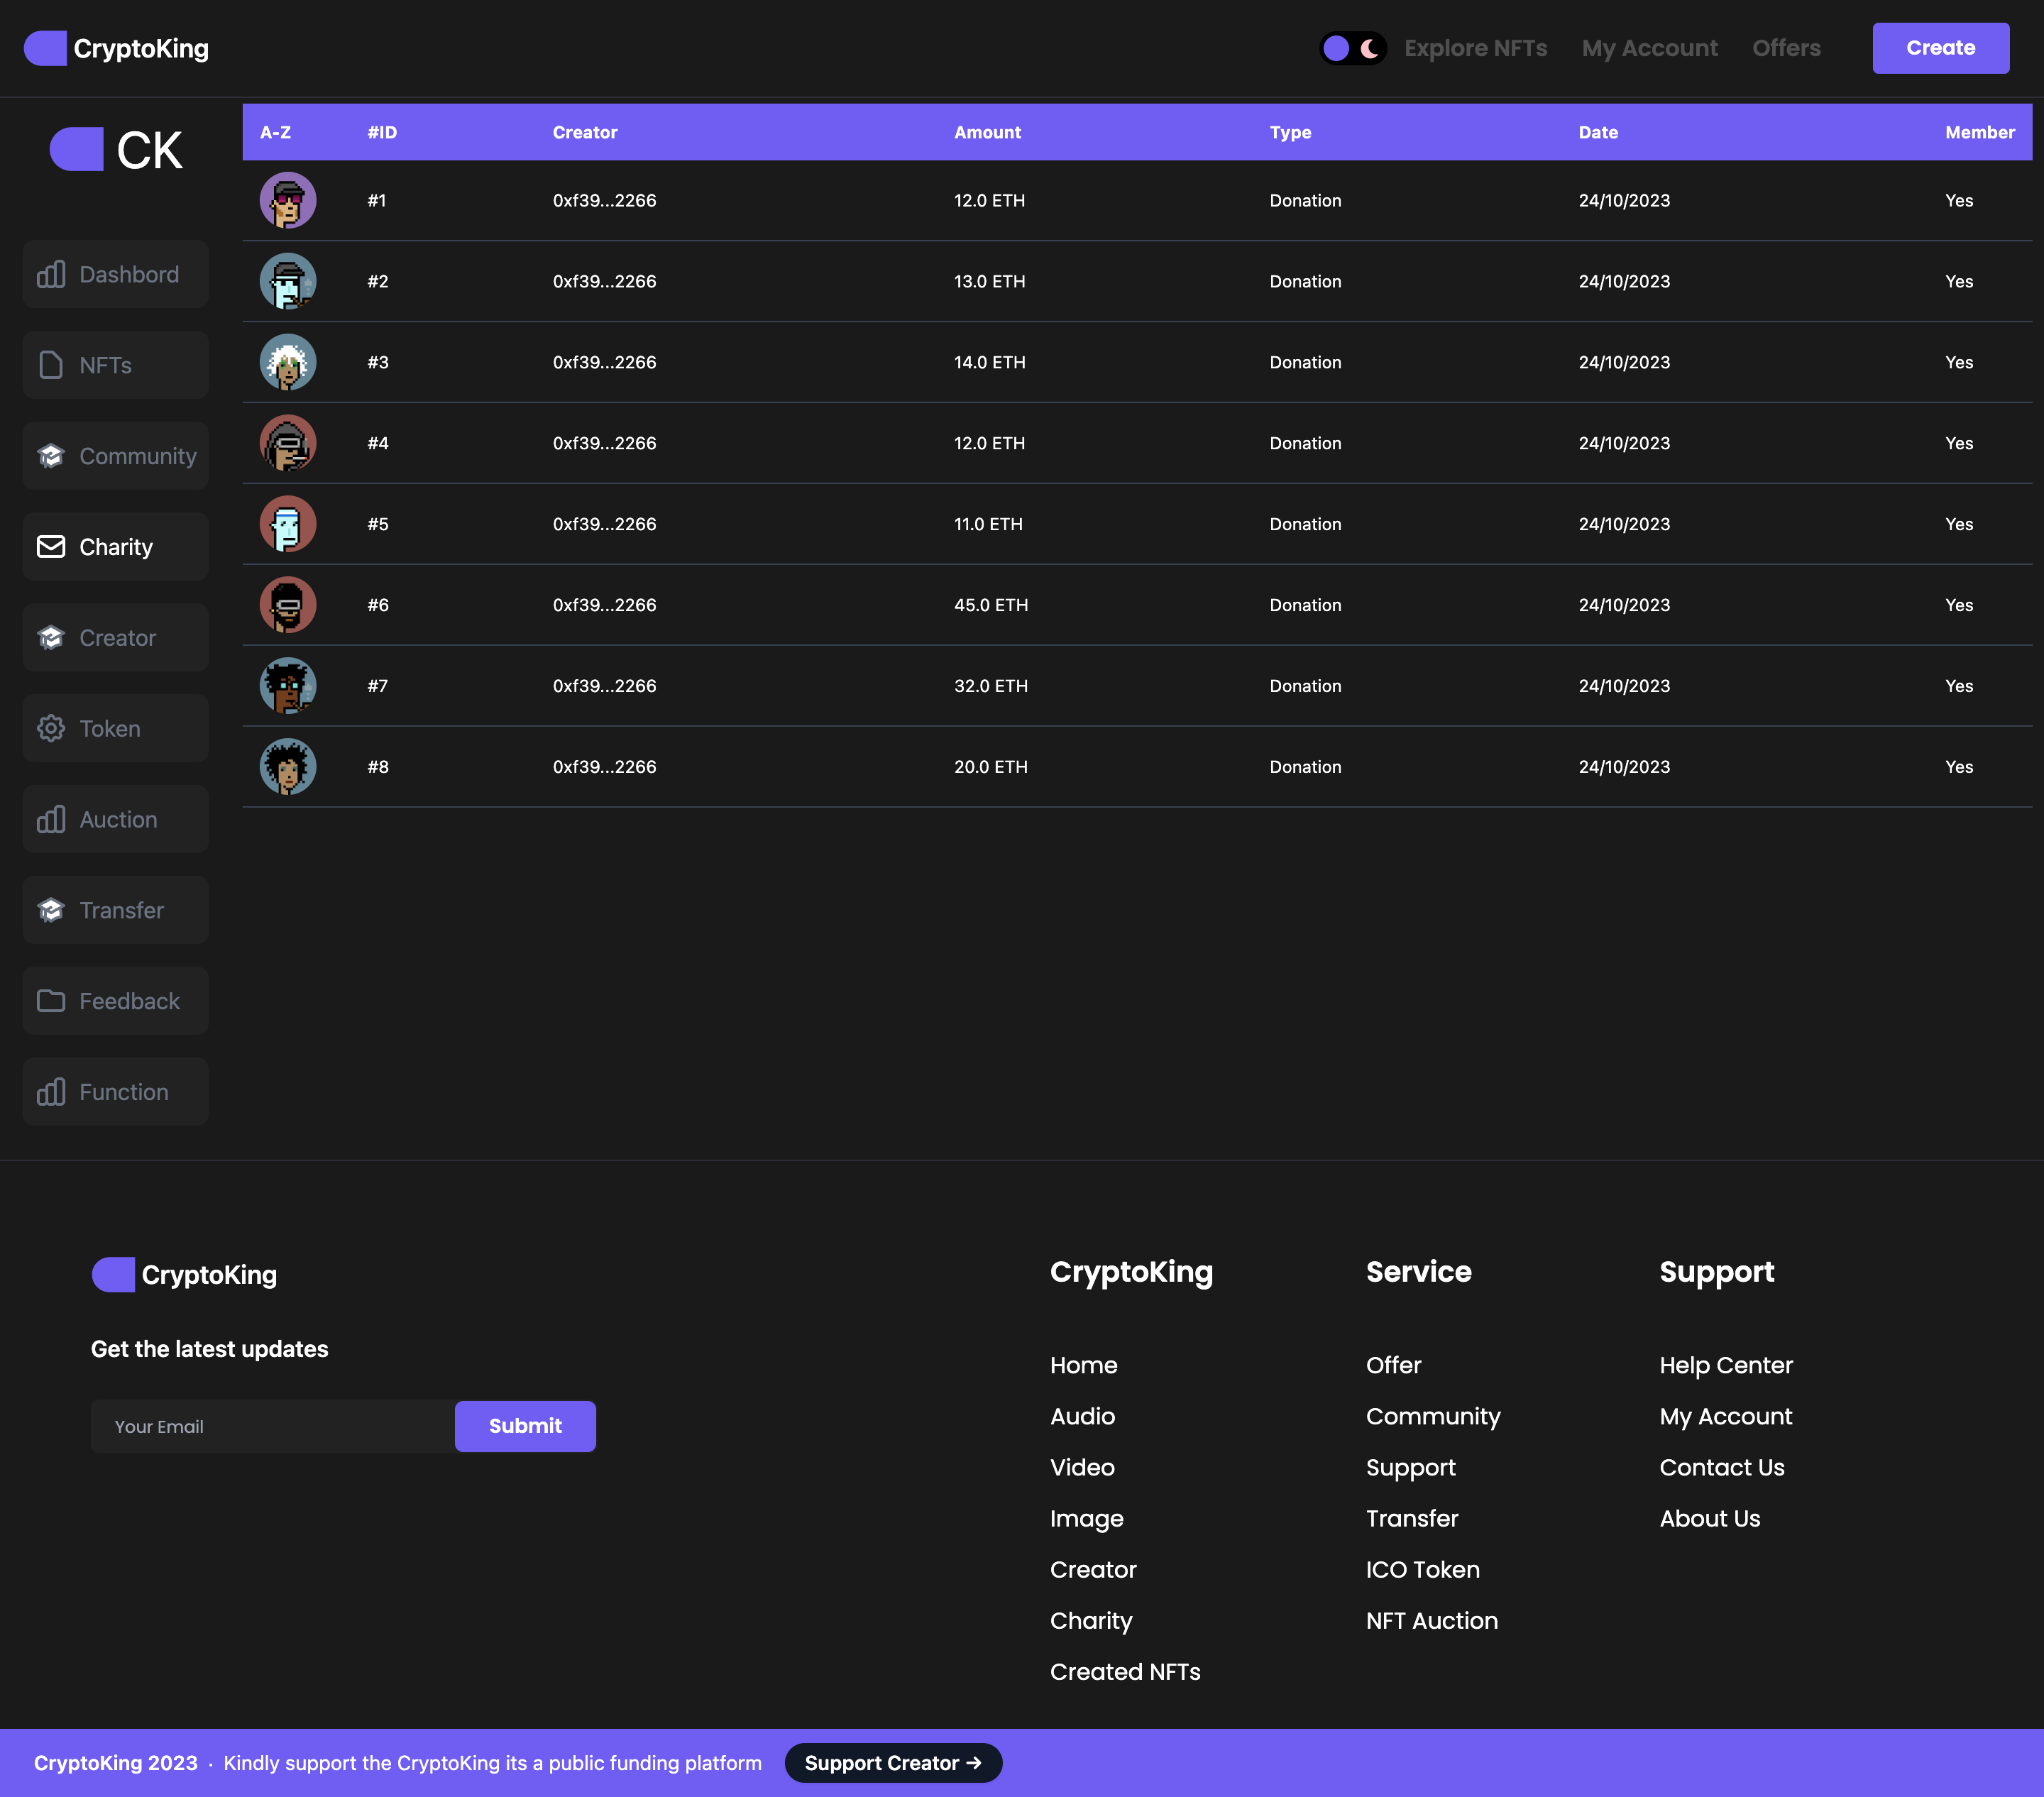 CryptoKing
Explore NFTs My Account Offers Create
CK
Dashbord
NFTs
Community
Charity
Creator
Token
Auction
Transfer
Feedback
Function
A-Z #ID Creator Amount Type Date Member
#1 0xf39...2266 12.0 ETH Donation 24/10/2023 Yes
#2 0xf39...2266 13.0 ETH Donation 24/10/2023 Yes
#3 0xf39...2266 14.0 ETH Donation 24/10/2023 Yes
#4 0xf39...2266 12.0 ETH Donation 24/10/2023 Yes
#5 0xf39...2266 11.0 ETH Donation 24/10/2023 Yes
#6 0xf39...2266 45.0 ETH Donation 24/10/2023 Yes
#7 0xf39...2266 32.0 ETH Donation 24/10/2023 Yes
#8 0xf39...2266 20.0 ETH Donation 24/10/2023 Yes
CryptoKing
Get the latest updates
Your Email Submit
CryptoKing
Home
Audio
Video
Image
Creator
Charity
Created NFTs
Service
Offer
Community
Support
Transfer
ICO Token
NFT Auction
Support
Help Center
My Account
Contact Us
About Us
CryptoKing 2023 · Kindly support the CryptoKing its a public funding platform Support Creator →